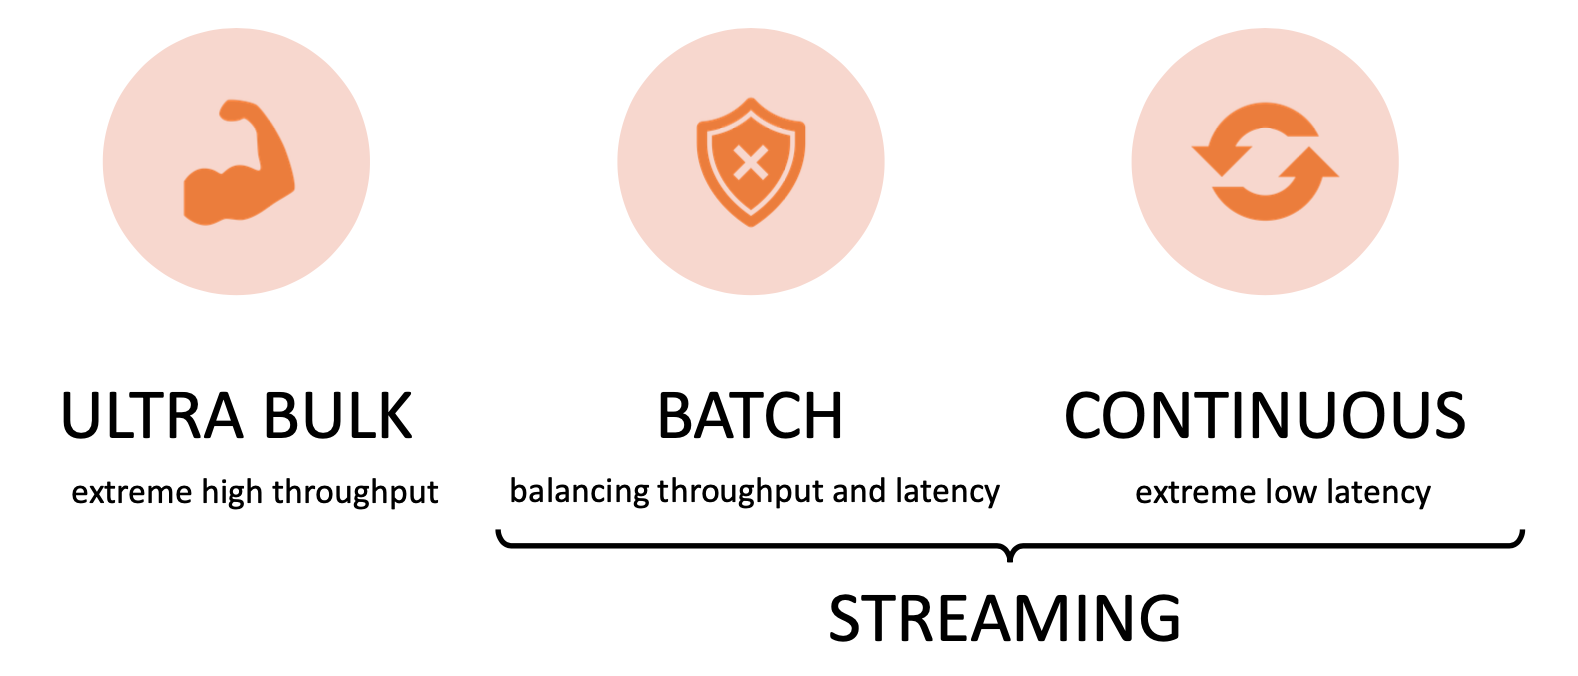 ULTRA BULK
extreme high throughput
BATCH
balancing throughput and latency
CONTINUOUS
extreme low latency
STREAMING